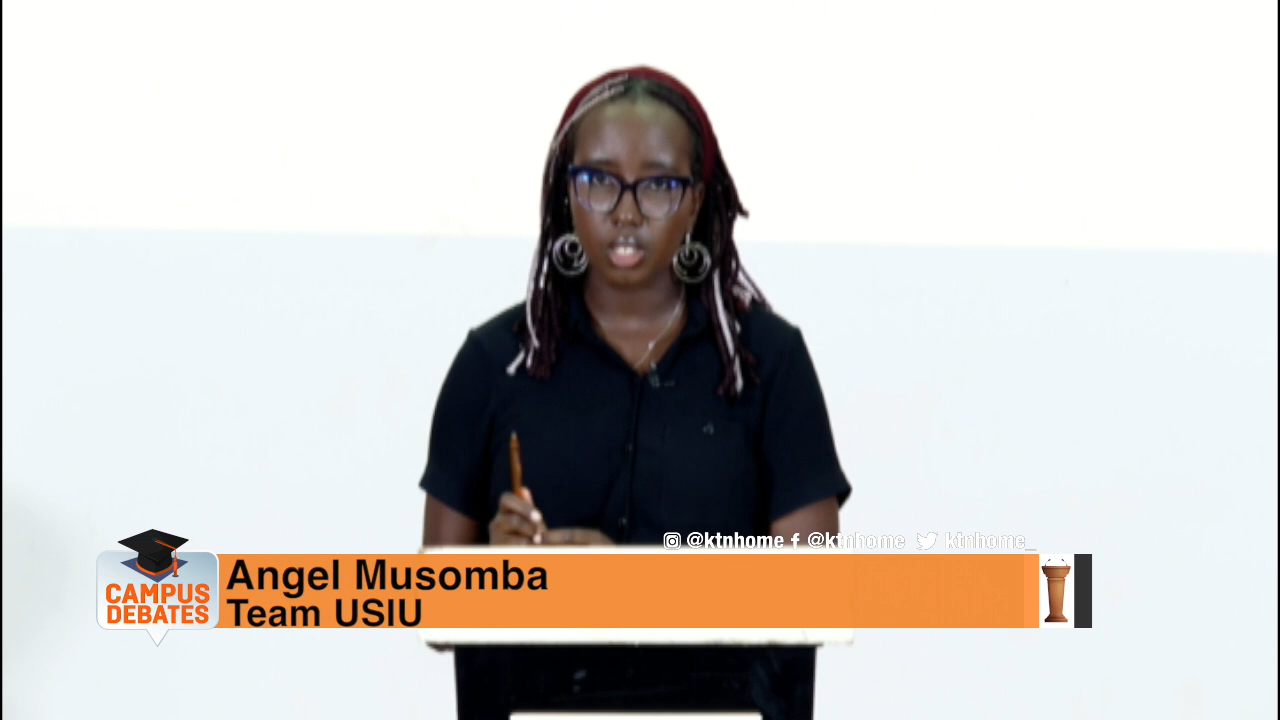 @ktnhome @ktnhome ktnhome_
CAMPUS
DEBATES
Angel Musomba
Team USIU